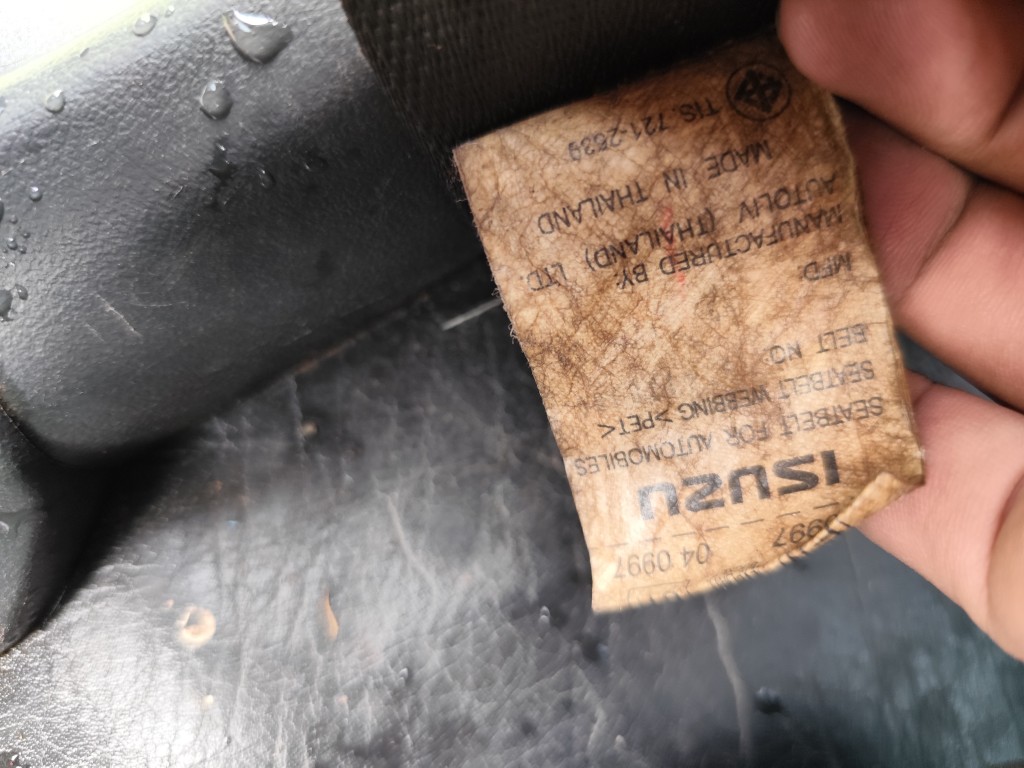 0997 04 0997
ISUZU
SEATBELT FOR AUTOMOBILES
SEATBELT WEBBING >PET<
BELT NO:
MFD:
MANUFACTURED BY:
AUTOLIV (THAILAND) LTD.
MADE IN THAILAND
TIS. 721-2539